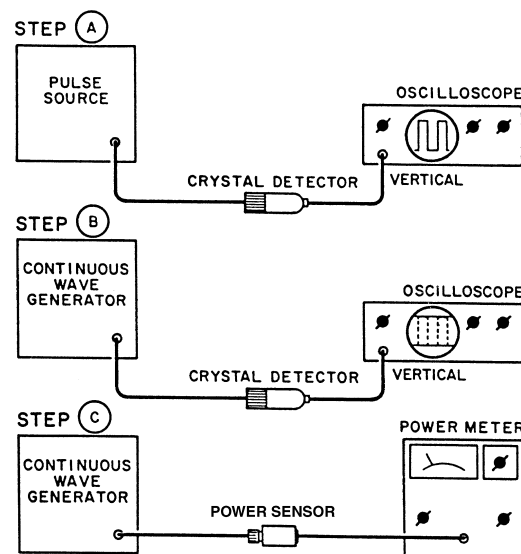 STEP A
PULSE
SOURCE
OSCILLOSCOPE
CRYSTAL DETECTOR
VERTICAL
STEP B
CONTINUOUS
WAVE
GENERATOR
OSCILLOSCOPE
CRYSTAL DETECTOR
VERTICAL
STEP C
CONTINUOUS
WAVE
GENERATOR
POWER METER
POWER SENSOR